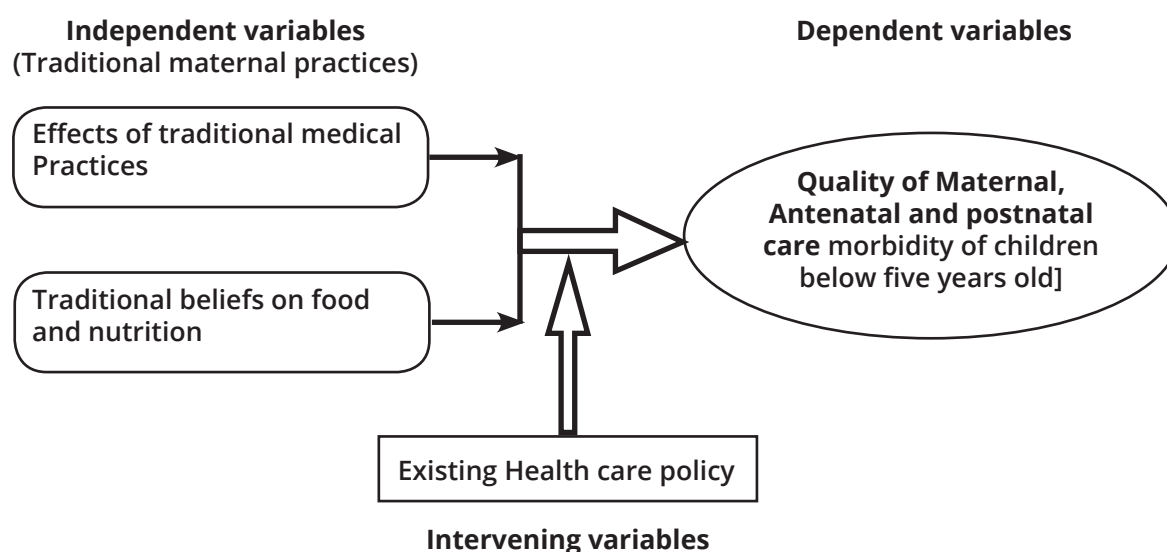 Independent variables
(Traditional maternal practices)
Dependent variables
Effects of traditional medical
Practices
Traditional beliefs on food
and nutrition
Quality of Maternal,
Antenatal and postnatal
care morbidity of children
below five years old]
Existing Health care policy
Intervening variables